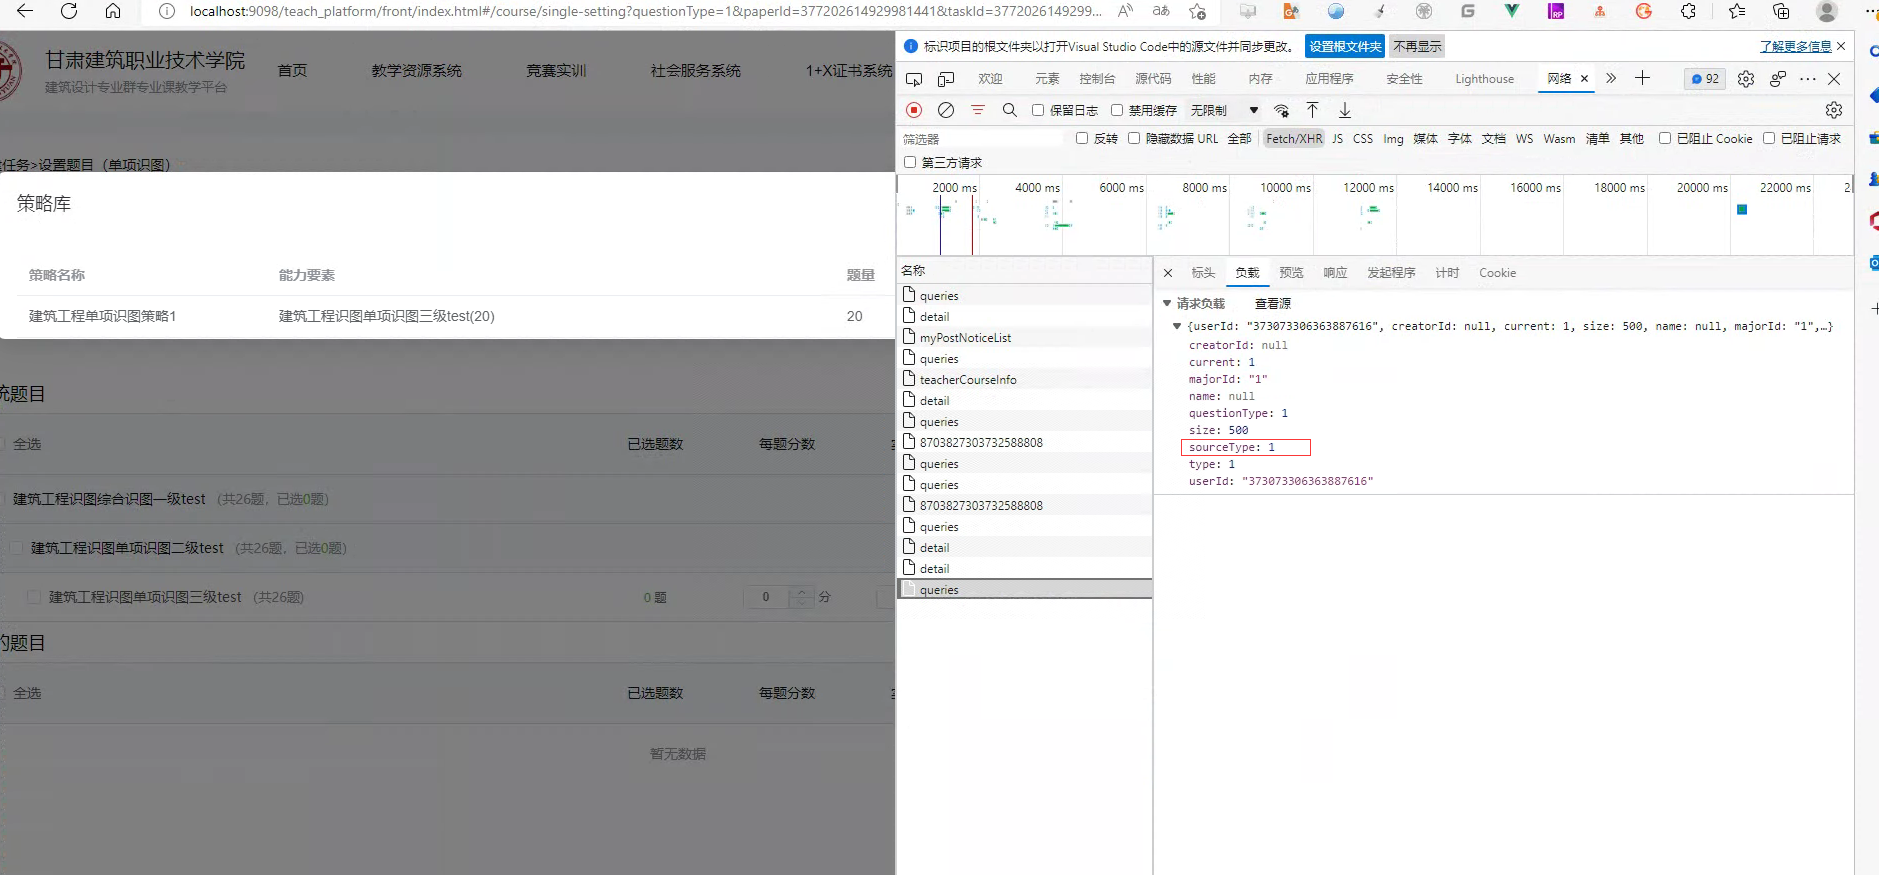 localhost:9098/teach_platform/front/index.html#/course/single-setting?questionType=1&paperId=377202614929981441&taskId=3772026149299...
甘肃建筑职业技术学院
建筑设计专业群专业课教学平台
首页
教学资源系统
竞赛实训
社会服务系统
1+X证书系统
任务>设置题目（单项识图）
策略库
策略名称
能力要素
题量
建筑工程单项识图策略1
建筑工程识图单项识图三级test(20)
20
题目
全选
已选题数
每题分数
建筑工程识图综合识图一级test （共26题，已选0题）
建筑工程识图单项识图二级test （共26题，已选0题）
建筑工程识图单项识图三级test （共26题）
0 题
0
分
的题目
全选
已选题数
每题分数
暂无数据
标识项目的根文件夹以打开Visual Studio Code中的源文件并同步更改。
设置根文件夹
不再显示
了解更多信息
欢迎
元素
控制台
源代码
性能
内存
应用程序
安全性
Lighthouse
网络
92
保留日志
禁用缓存
无限制
筛选器
反转
隐藏数据 URL
全部
Fetch/XHR
JS
CSS
Img
媒体
字体
文档
WS
Wasm
清单
其他
已阻止 Cookie
已阻止请求
第三方请求
2000 ms
4000 ms
6000 ms
8000 ms
10000 ms
12000 ms
14000 ms
16000 ms
18000 ms
20000 ms
22000 ms
名称
queries
detail
myPostNoticeList
queries
teacherCourseInfo
detail
queries
8703827303732588808
queries
queries
8703827303732588808
queries
detail
detail
queries
标头
负载
预览
响应
发起程序
计时
Cookie
请求负载
查看源
{userId: "373073306363887616", creatorId: null, current: 1, size: 500, name: null, majorId: "1",…}
creatorId: null
current: 1
majorId: "1"
name: null
questionType: 1
size: 500
sourceType: 1
type: 1
userId: "373073306363887616"